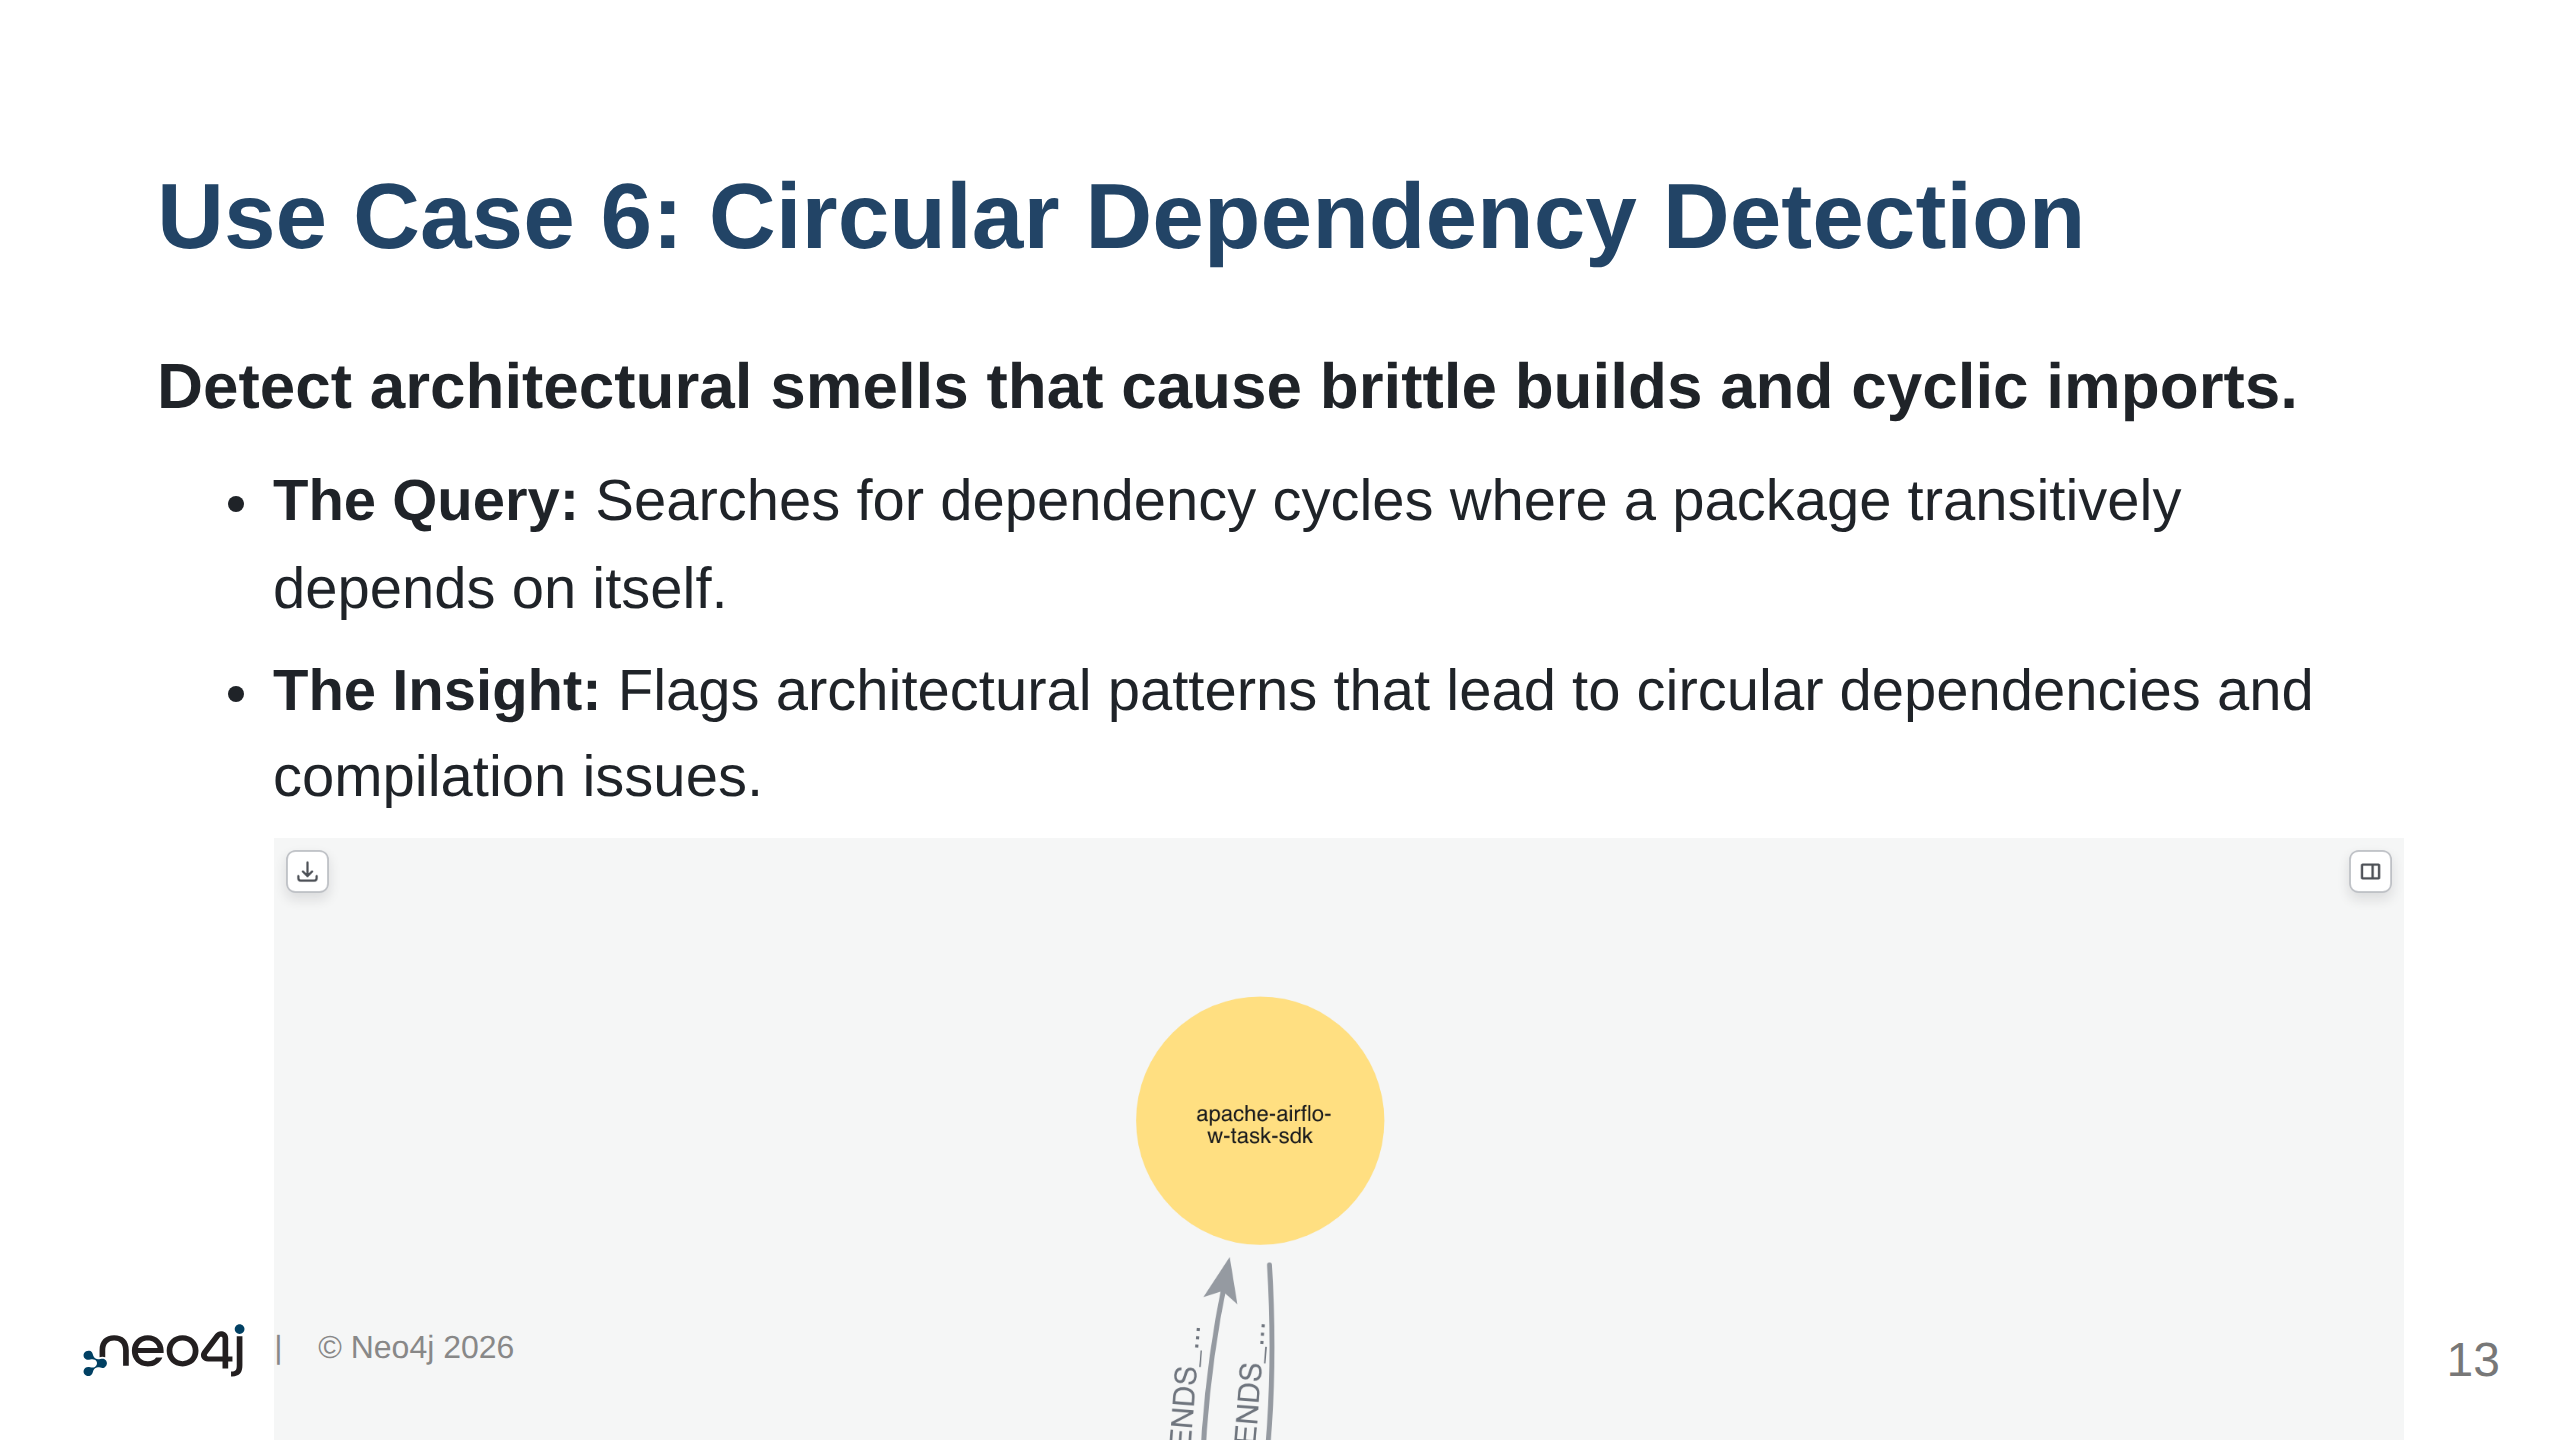 Use Case 6: Circular Dependency Detection
Detect architectural smells that cause brittle builds and cyclic imports.
• The Query: Searches for dependency cycles where a package transitively
depends on itself.
• The Insight: Flags architectural patterns that lead to circular dependencies and
compilation issues.
apache-airflo-
w-task-sdk
ENDS_...
ENDS_...
neo4j | © Neo4j 2026
13